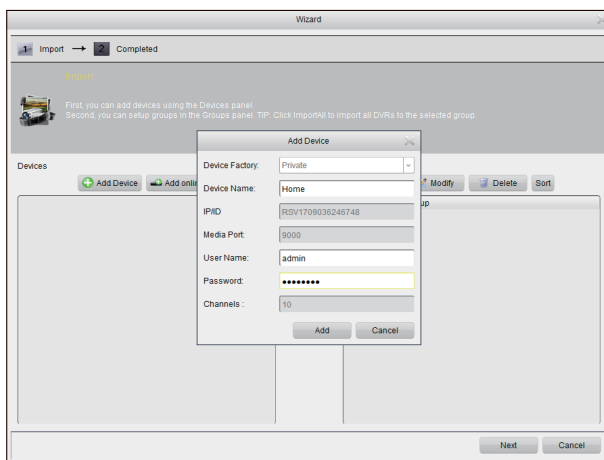 Wizard
1 Import → 2 Completed
Import
First, you can add devices using the Devices panel.
Second, you can setup groups in the Groups panel. TIP: Click ImportAll to import all DVRs to the selected group.
Add Device
Device Factory: Private
Device Name: Home
IP/ID RSV1709036246748
Media Port: 9000
User Name: admin
Password: ••••••••
Channels : 10
Add Cancel
Devices
Add Device
Modify Delete Sort
Next Cancel